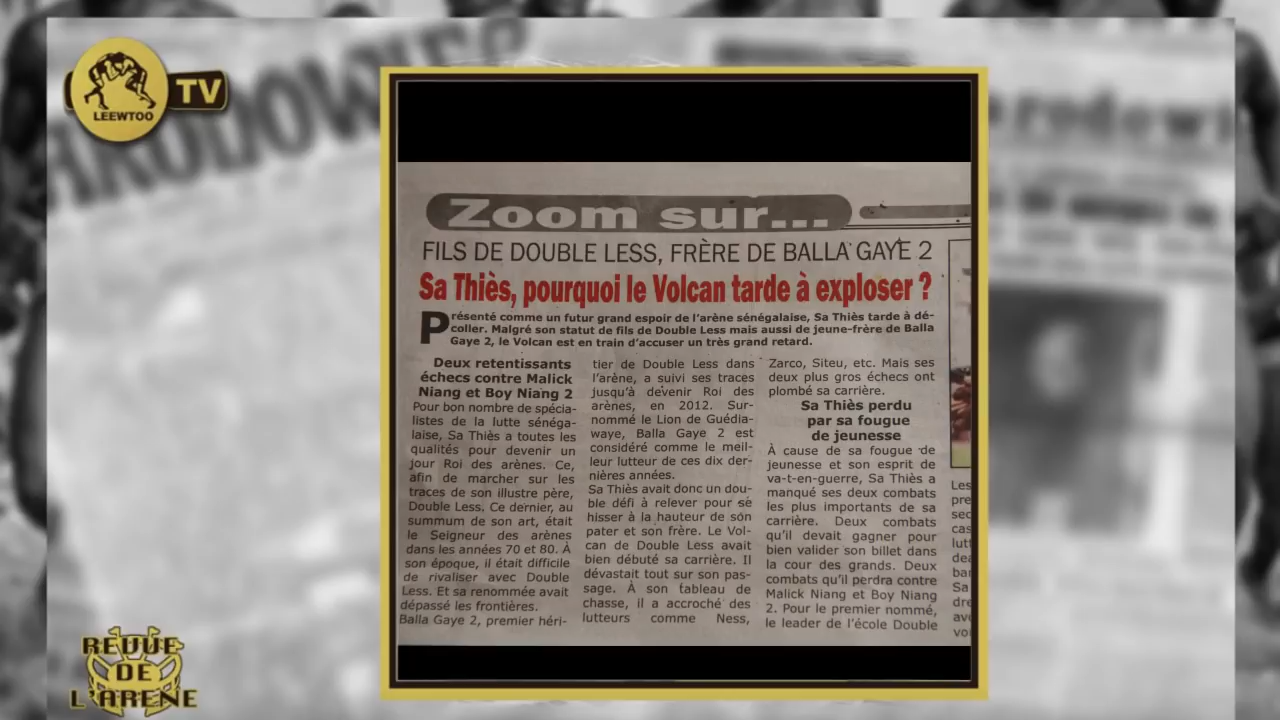 LEEWTOO
TV
Zoom sur...
FILS DE DOUBLE LESS, FRÈRE DE BALLA GAYE 2
Sa Thiès, pourquoi le Volcan tarde à exploser ?
Présenté comme un futur grand espoir de l'arène sénégalaise, Sa Thiès tarde à dé-
coller. Malgré son statut de fils de Double Less mais aussi de jeune-frère de Balla
Gaye 2, le Volcan est en train d'accuser un très grand retard.
Deux retentissants
échecs contre Malick
Niang et Boy Niang 2
Pour bon nombre de spécia-
listes de la lutte sénéga-
laise, Sa Thiès a toutes les
qualités pour devenir un
jour Roi des arènes. Ce,
afin de marcher sur les
traces de son illustre père,
Double Less. Ce dernier, au
summum de son art, était
le Seigneur des arènes
dans les années 70 et 80. À
son époque, il était difficile
de rivaliser avec Double
Less. Et sa renommée avait
dépassé les frontières.
Balla Gaye 2, premier héri-
tier de Double Less dans
l'arène, a suivi ses traces
jusqu'à devenir Roi des
arènes, en 2012. Sur-
nommé le Lion de Guédia-
waye, Balla Gaye 2 est
considéré comme le meil-
leur lutteur de ces dix der-
nières années.
Sa Thiès avait donc un dou-
ble défi à relever pour se
hisser à la hauteur de son
pater et son frère. Le Vol-
can de Double Less avait
bien débuté sa carrière. Il
dévastait tout sur son pas-
sage. À son tableau de
chasse, il a accroché des
lutteurs comme Ness,
Zarco, Siteu, etc. Mais ses
deux plus gros échecs ont
plombé sa carrière.
Sa Thiès perdu
par sa fougue
de jeunesse
À cause de sa fougue de
jeunesse et son esprit de
va-t-en-guerre, Sa Thiès a
manqué ses deux combats
les plus importants de sa
carrière. Deux combats
qu'il devait gagner pour
bien valider son billet dans
la cour des grands. Deux
combats qu'il perdra contre
Malick Niang et Boy Niang
2. Pour le premier nommé,
le leader de l'école Double
Les
pre
sec
cas
lutt
dea
bar
Sa
dre
avo
vo
REVUE
DE
L'ARENE